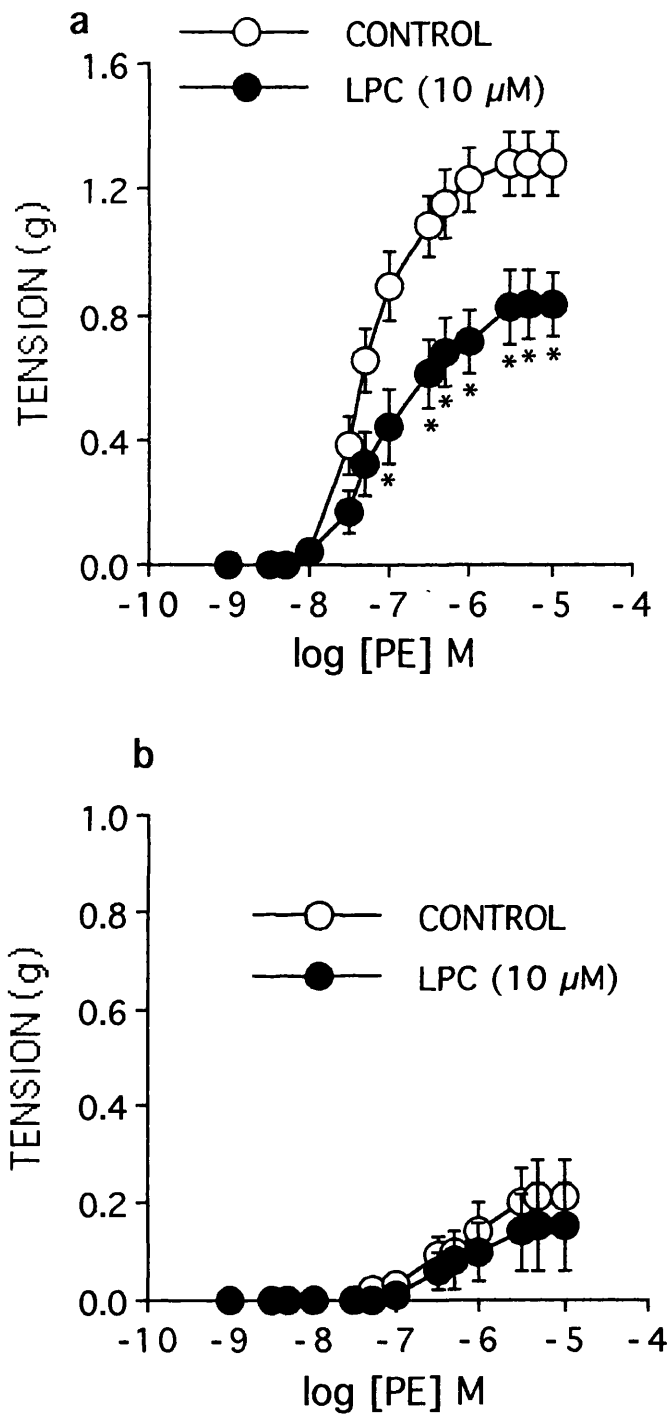 a
CONTROL
LPC (10 µM)
1.6
1.2
0.8
0.4
0.0
TENSION (g)
* * * * * * *
-10 -9 -8 -7 -6 -5 -4
log [PE] M
b
1.0
0.8
0.6
0.4
0.2
0.0
TENSION (g)
CONTROL
LPC (10 µM)
-10 -9 -8 -7 -6 -5 -4
log [PE] M